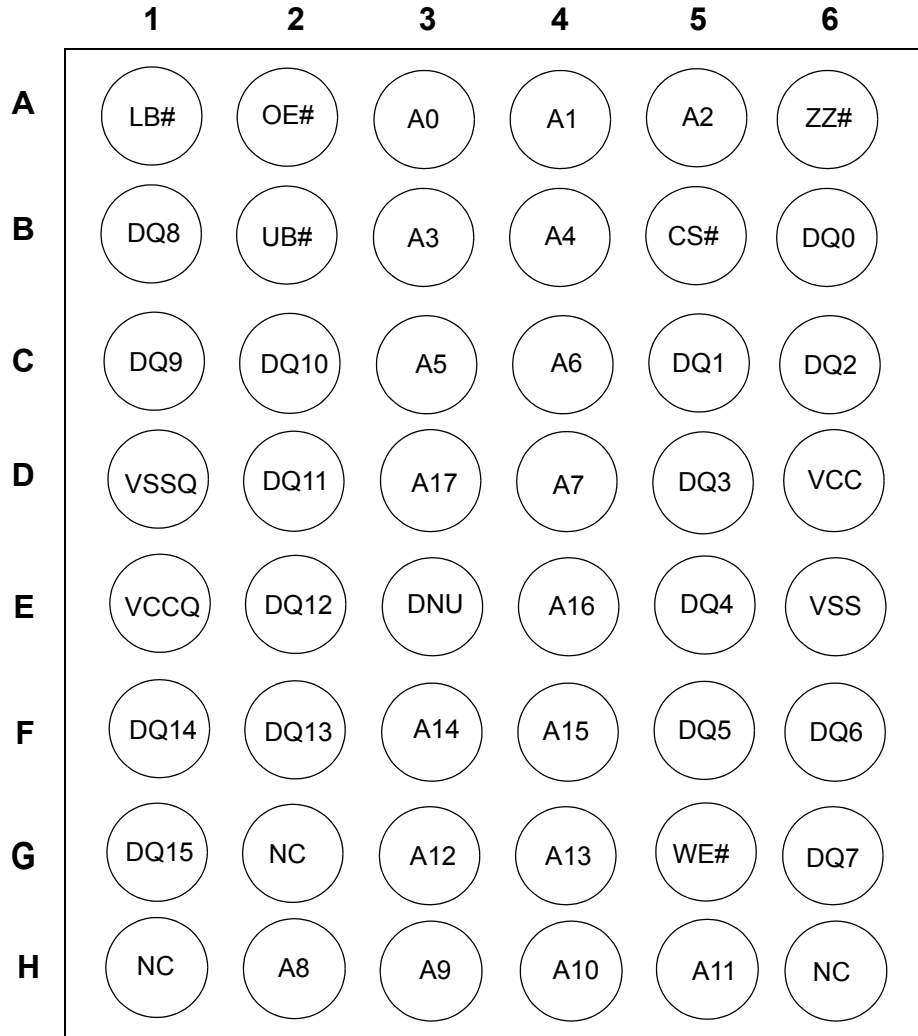 1 2 3 4 5 6
A LB# OE# A0 A1 A2 ZZ#
B DQ8 UB# A3 A4 CS# DQ0
C DQ9 DQ10 A5 A6 DQ1 DQ2
D VSSQ DQ11 A17 A7 DQ3 VCC
E VCCQ DQ12 DNU A16 DQ4 VSS
F DQ14 DQ13 A14 A15 DQ5 DQ6
G DQ15 NC A12 A13 WE# DQ7
H NC A8 A9 A10 A11 NC